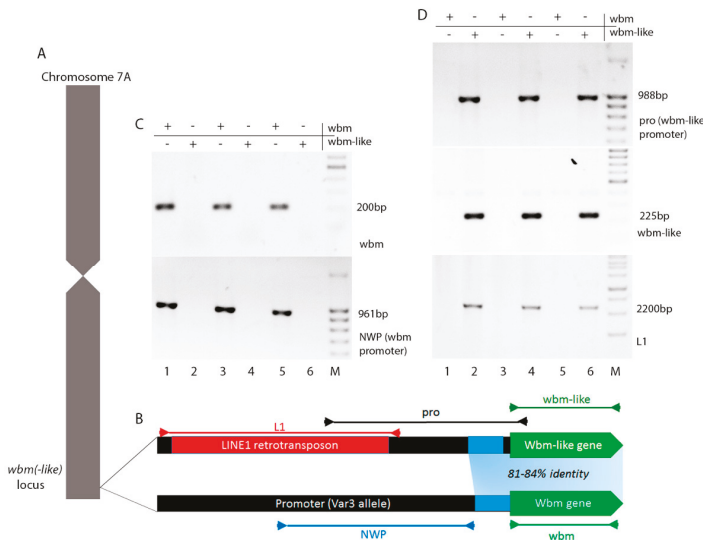 A
Chromosome 7A
wbm(-like)
locus
C
+ - + - + - wbm
- + - + - + wbm-like
200bp
wbm
961bp
NWP (wbm
promoter)
1 2 3 4 5 6 M
D
+ - + - + - wbm
- + - + - + wbm-like
988bp
pro (wbm-like
promoter)
225bp
wbm-like
2200bp
L1
1 2 3 4 5 6 M
B
pro
wbm-like
L1
LINE1 retrotransposon
Wbm-like gene
81-84% identity
Promoter (Var3 allele)
Wbm gene
NWP
wbm